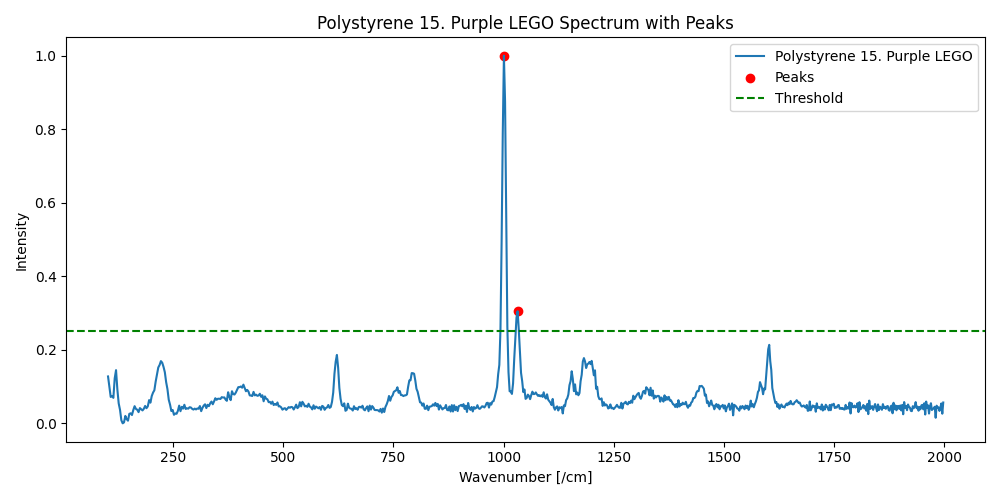 Polystyrene 15. Purple LEGO Spectrum with Peaks
Polystyrene 15. Purple LEGO
Peaks
Threshold
Intensity
1.0
0.8
0.6
0.4
0.2
0.0
250 500 750 1000 1250 1500 1750 2000
Wavenumber [/cm]